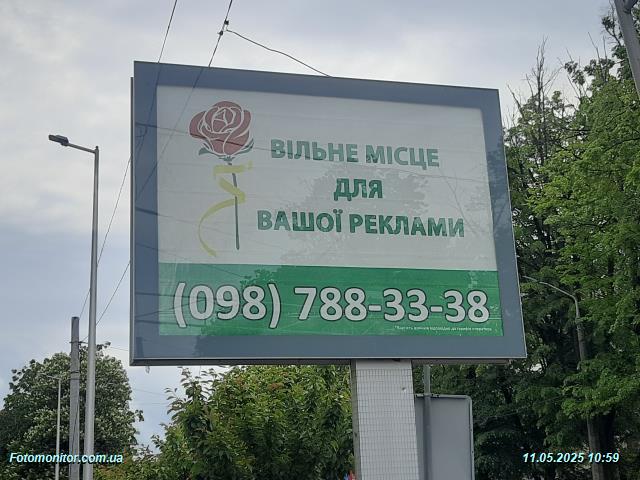 ВІЛЬНЕ МІСЦЕ
ДЛЯ
ВАШОЇ РЕКЛАМИ
(098) 788-33-38
Fotomonitor.com.ua
11.05.2025 10:59